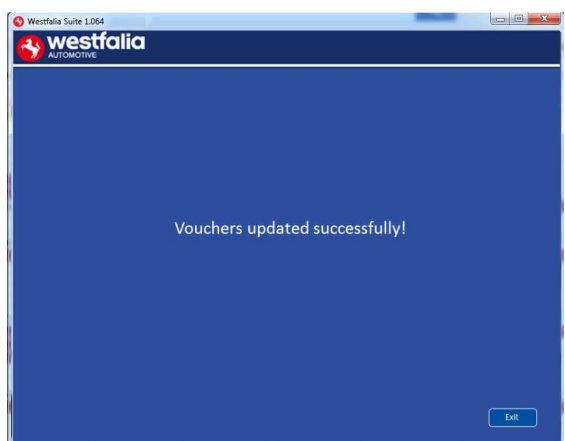 Westfalia Suite 1.064
westfalia
AUTOMOTIVE
Vouchers updated successfully!
Exit